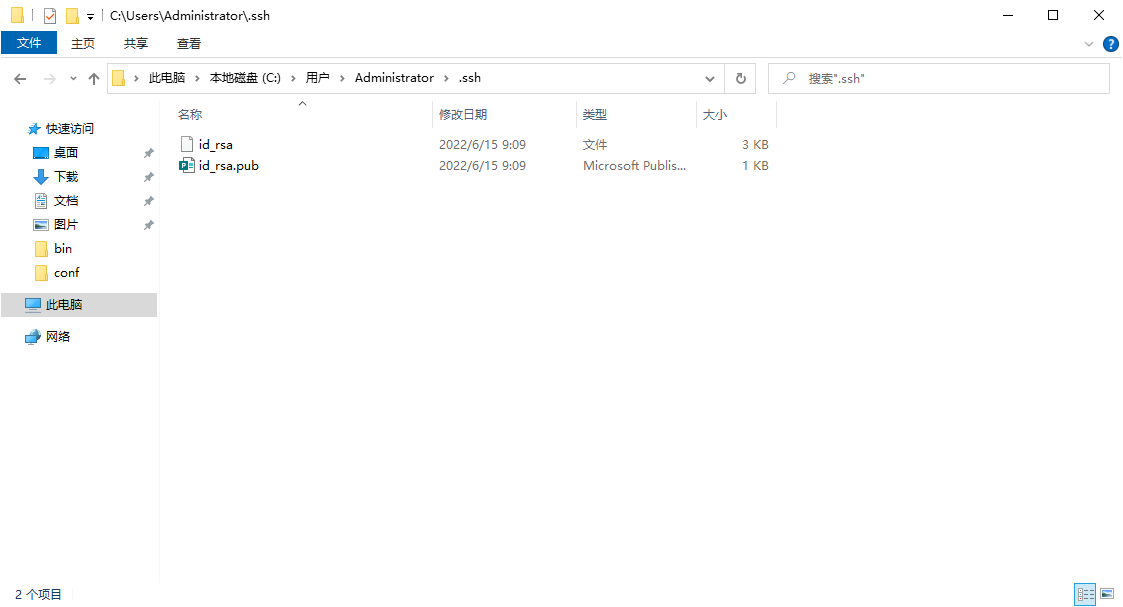 C:\Users\Administrator\.ssh
文件 主页 共享 查看
此电脑 本地磁盘 (C:) 用户 Administrator .ssh 搜索".ssh"
名称 修改日期 类型 大小
id_rsa 2022/6/15 9:09 文件 3 KB
id_rsa.pub 2022/6/15 9:09 Microsoft Publis... 1 KB
快速访问
桌面
下载
文档
图片
bin
conf
此电脑
网络
2 个项目